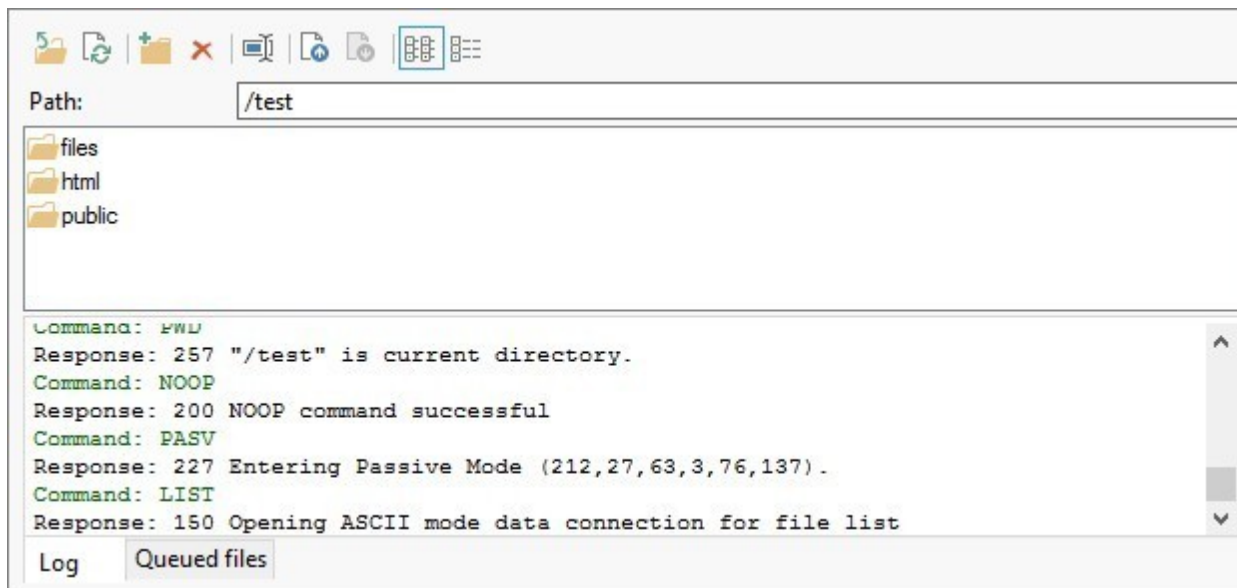 Path: /test
files
html
public
Command: PWD
Response: 257 "/test" is current directory.
Command: NOOP
Response: 200 NOOP command successful
Command: PASV
Response: 227 Entering Passive Mode (212,27,63,3,76,137).
Command: LIST
Response: 150 Opening ASCII mode data connection for file list
Log Queued files